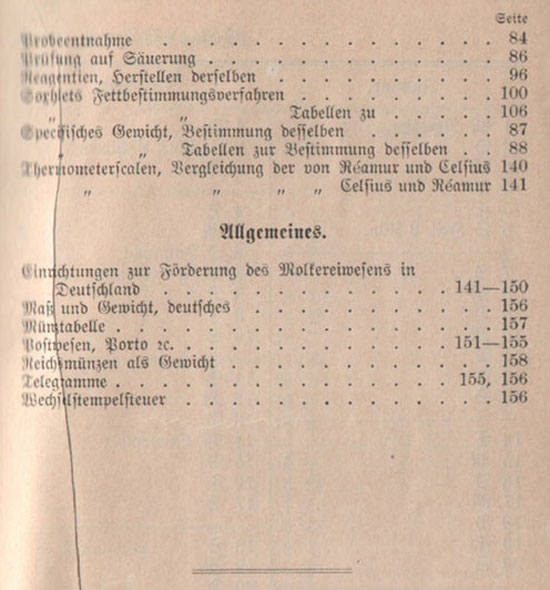 Seite
Probeentnahme . . . . . . . . . . . . 84
Prüfung auf Säuerung . . . . . . . . . . 86
Reagentien, Herstellen derselben . . . . . . . . 96
Soxhlets Fettbestimmungsverfahren . . . . . . . 100
„ „ Tabellen zu . . . . . 106
Specifisches Gewicht, Bestimmung desselben . . . . . 87
„ „ Tabellen zur Bestimmung desselben . . 88
Thermometerscalen, Vergleichung der von Réamur und Celsius 140
„ „ „ „ Celsius und Réamur 141
Allgemeines.
Einrichtungen zur Förderung des Molkereiwesens in
Deutschland . . . . . . . . . . . 141—150
Maß und Gewicht, deutsches . . . . . . . . . 156
Münztabelle . . . . . . . . . . . . . 157
Postwesen, Porto ꝛc. . . . . . . . . . . 151—155
Reichsmünzen als Gewicht . . . . . . . . . 158
Telegramme . . . . . . . . . . . . 155, 156
Wechselstempelsteuer . . . . . . . . . . . 156